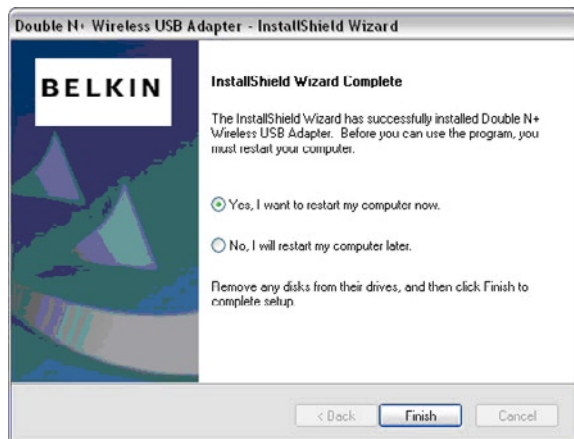 Double N+ Wireless USB Adapter - InstallShield Wizard
BELKIN
InstallShield Wizard Complete
The InstallShield Wizard has successfully installed Double N+
Wireless USB Adapter. Before you can use the program, you
must restart your computer.
Yes, I want to restart my computer now.
No, I will restart my computer later.
Remove any disks from their drives, and then click Finish to
complete setup.
< Back
Finish
Cancel